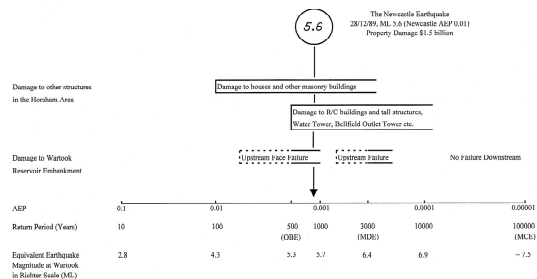 5.6
The Newcastle Earthquake
28/12/89, ML 5.6 (Newcastle AEP 0.01)
Property Damage $1.5 billion
Damage to other structures
in the Horsham Area
Damage to houses and other masonry buildings
Damage to R/C buildings and tall structures,
Water Tower, Bellfield Outlet Tower etc.
Damage to Wartook
Reservoir Embankment
Upstream Face Failure
Upstream Failure
No Failure Downstream
AEP
0.1 0.01 0.001 0.0001 0.00001
Return Period (Years)
10 100 500 1000 3000 10000 100000
(OBE) (MDE) (MCE)
Equivalent Earthquake
Magnitude at Wartook
in Richter Scale (ML)
2.8 4.3 5.3 5.7 6.4 6.9 ~ 7.5